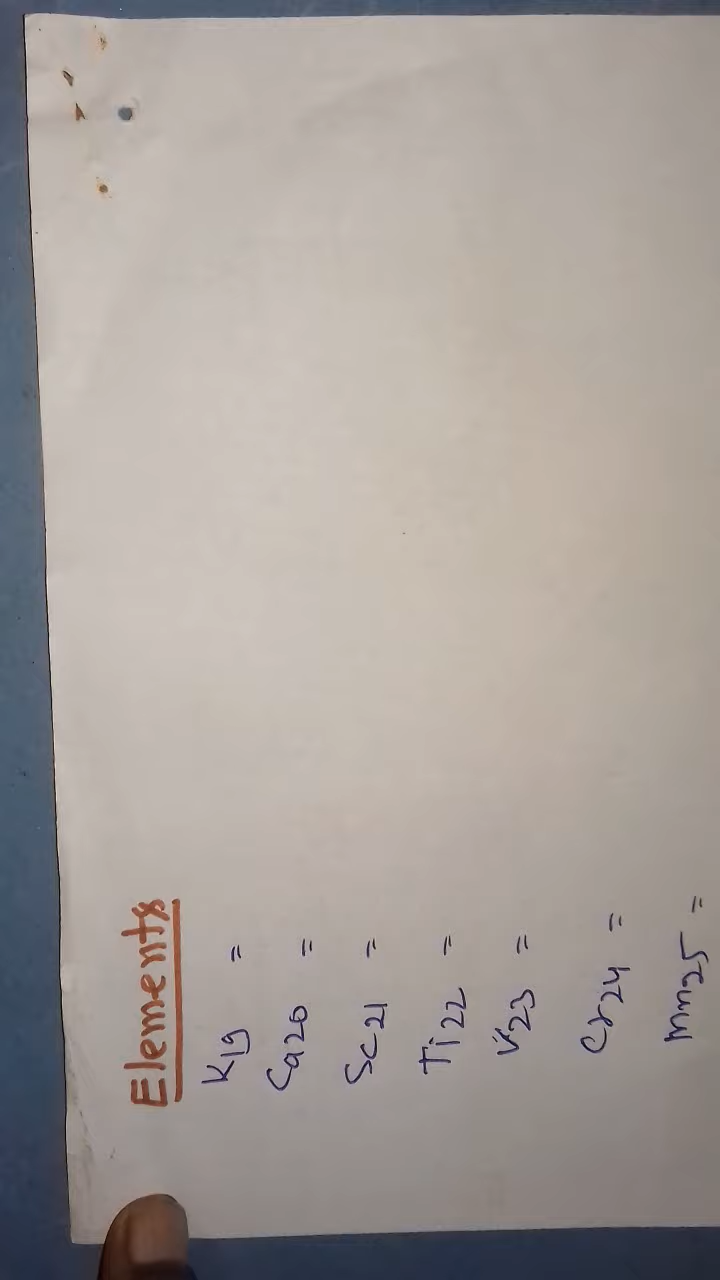 Elements
K19 =
Ca20 =
Sc21 =
Ti22 =
V23 =
Cr24 =
Mn25 =